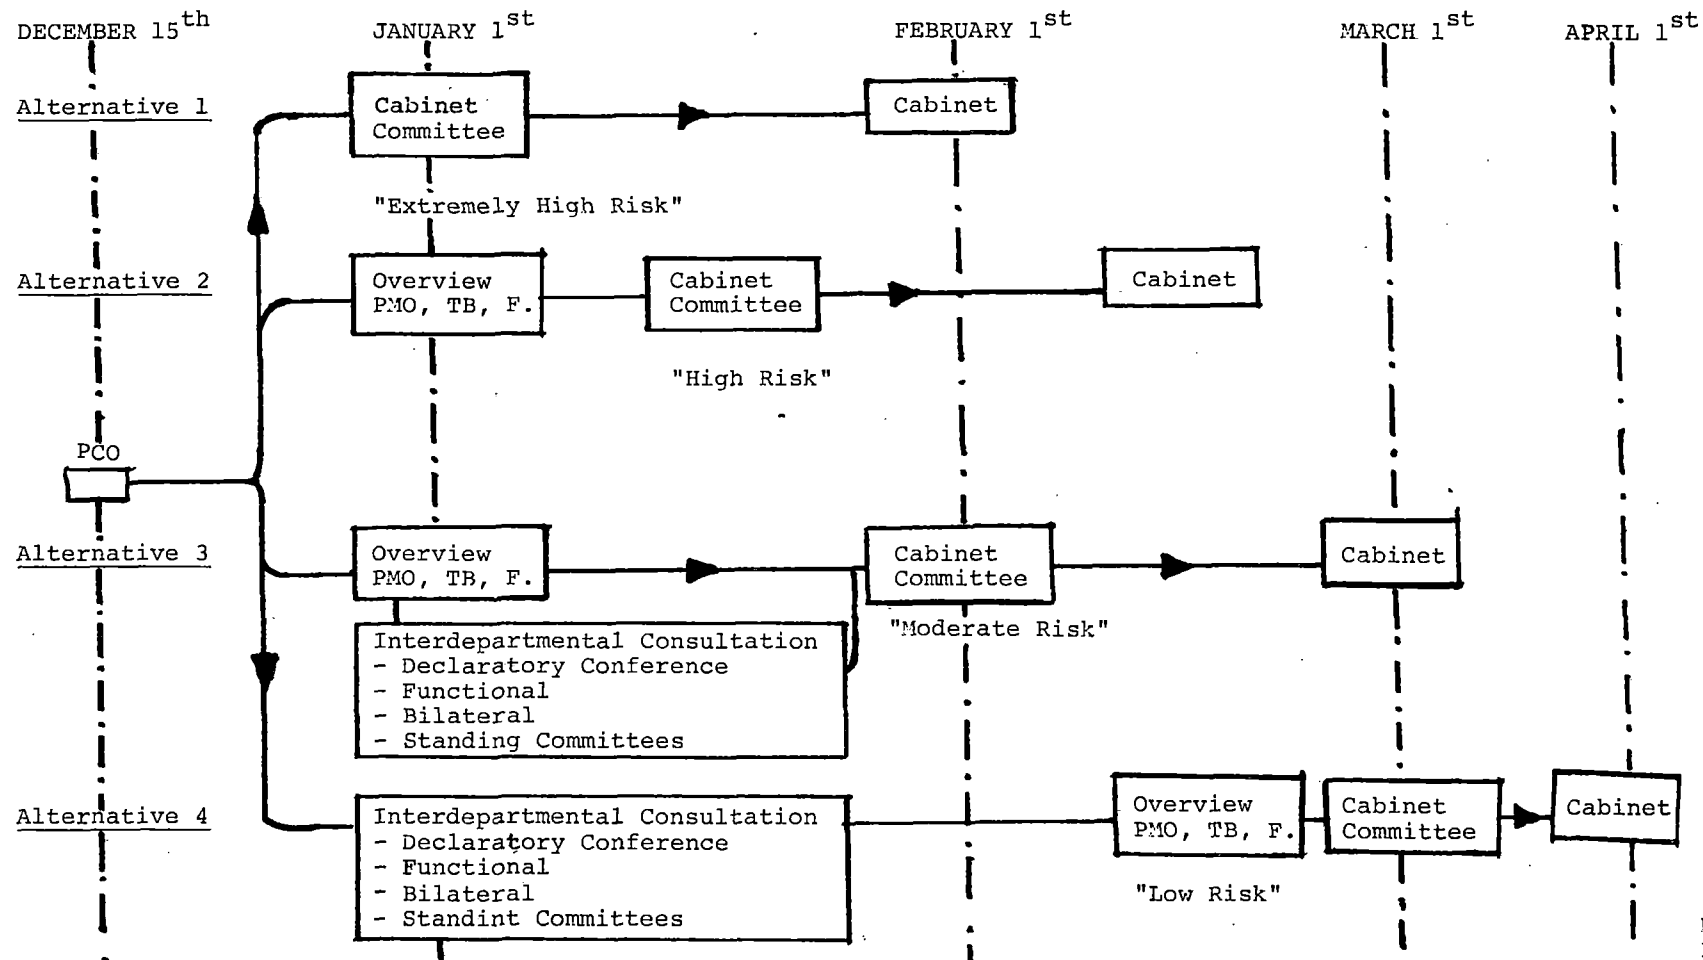 DECEMBER 15th JANUARY 1st FEBRUARY 1st MARCH 1st APRIL 1st
Alternative 1
Cabinet
Committee
Cabinet
"Extremely High Risk"
Alternative 2
Overview
PMO, TB, F.
Cabinet
Committee
Cabinet
"High Risk"
PCO
Alternative 3
Overview
PMO, TB, F.
Cabinet
Committee
Cabinet
"Moderate Risk"
Interdepartmental Consultation
- Declaratory Conference
- Functional
- Bilateral
- Standing Committees
Alternative 4
Interdepartmental Consultation
- Declaratory Conference
- Functional
- Bilateral
- Standint Committees
Overview
PMO, TB, F.
Cabinet
Committee
Cabinet
"Low Risk"